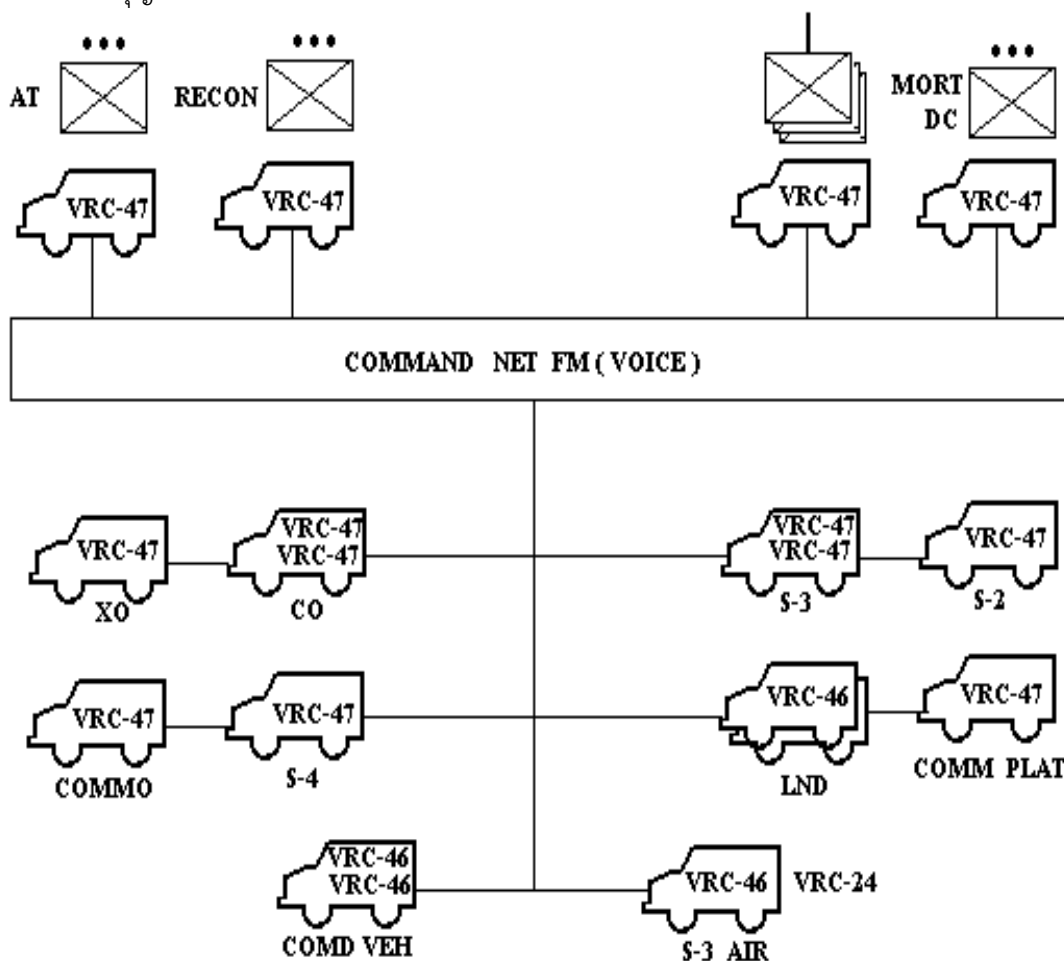 AT
RECON
MORT
DC
VRC-47
VRC-47
VRC-47
VRC-47
COMMAND NET FM ( VOICE )
VRC-47
XO
VRC-47
VRC-47
CO
VRC-47
VRC-47
S-3
VRC-47
S-2
VRC-47
COMMO
VRC-47
S-4
VRC-46
LND
VRC-47
COMM PLAT
VRC-46
VRC-46
COMD VEH
VRC-46
VRC-24
S-3 AIR